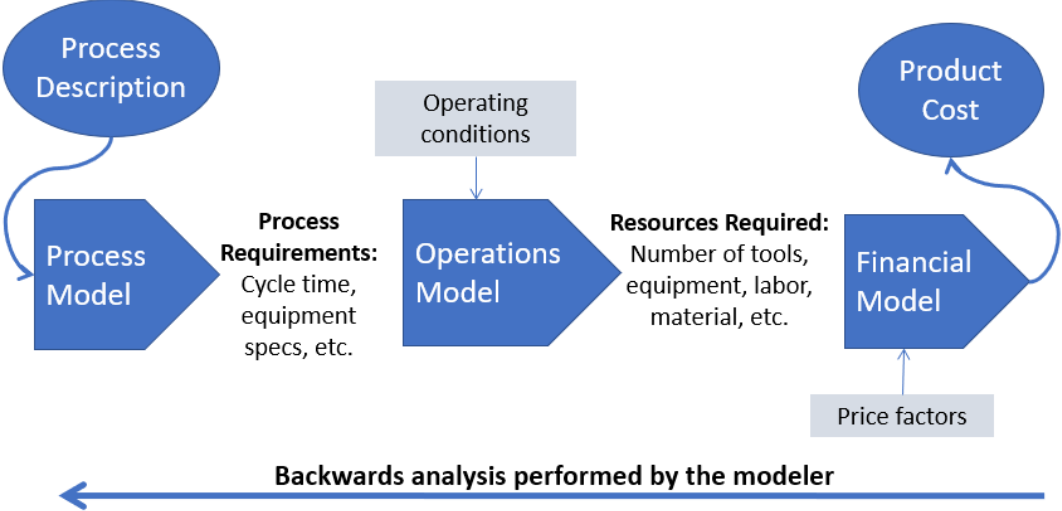 Process
Description
Operating
conditions
Product
Cost
Process
Model
Process
Requirements:
Cycle time,
equipment
specs, etc.
Operations
Model
Resources Required:
Number of tools,
equipment, labor,
material, etc.
Financial
Model
Price factors
Backwards analysis performed by the modeler